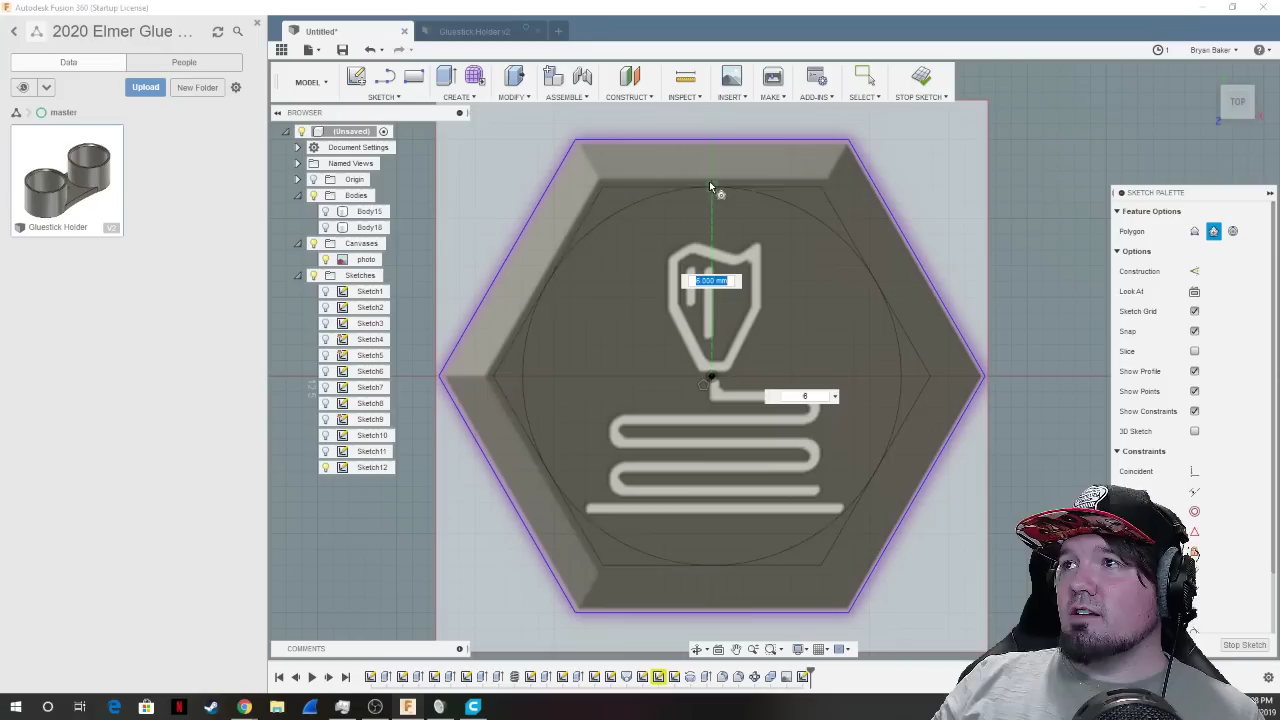 Autodesk Fusion 360 (Startup License)
2020 Elmer Glue ...
Data
People
Upload
New Folder
master
Gluestick Holder
V2
Untitled*
Gluestick Holder v2
1
Bryan Baker
MODEL
SKETCH
CREATE
MODIFY
ASSEMBLE
CONSTRUCT
INSPECT
INSERT
MAKE
ADD-INS
SELECT
STOP SKETCH
BROWSER
(Unsaved)
Document Settings
Named Views
Origin
Bodies
Body15
Body18
Canvases
photo
Sketches
Sketch1
Sketch2
Sketch3
Sketch4
Sketch5
Sketch6
Sketch7
Sketch8
Sketch9
Sketch10
Sketch11
Sketch12
12.5
6
TOP
SKETCH PALETTE
Feature Options
Polygon
Options
Construction
Look At
Sketch Grid
Snap
Slice
Show Profile
Show Points
Show Constraints
3D Sketch
Constraints
Coincident
Stop Sketch
COMMENTS